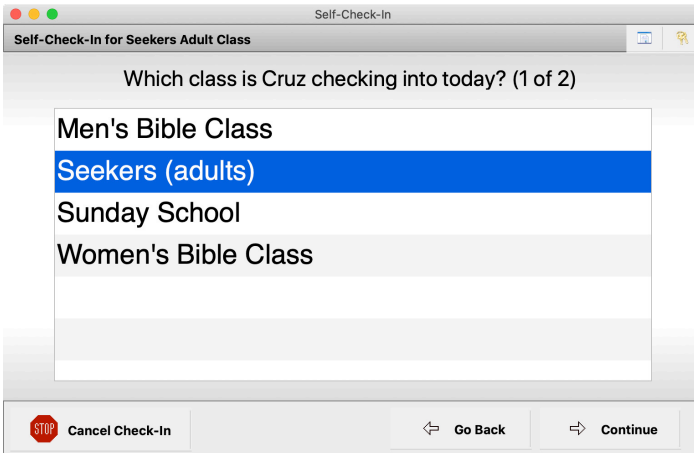 Self-Check-In
Self-Check-In for Seekers Adult Class
Which class is Cruz checking into today? (1 of 2)
Men's Bible Class
Seekers (adults)
Sunday School
Women's Bible Class
STOP Cancel Check-In Go Back Continue